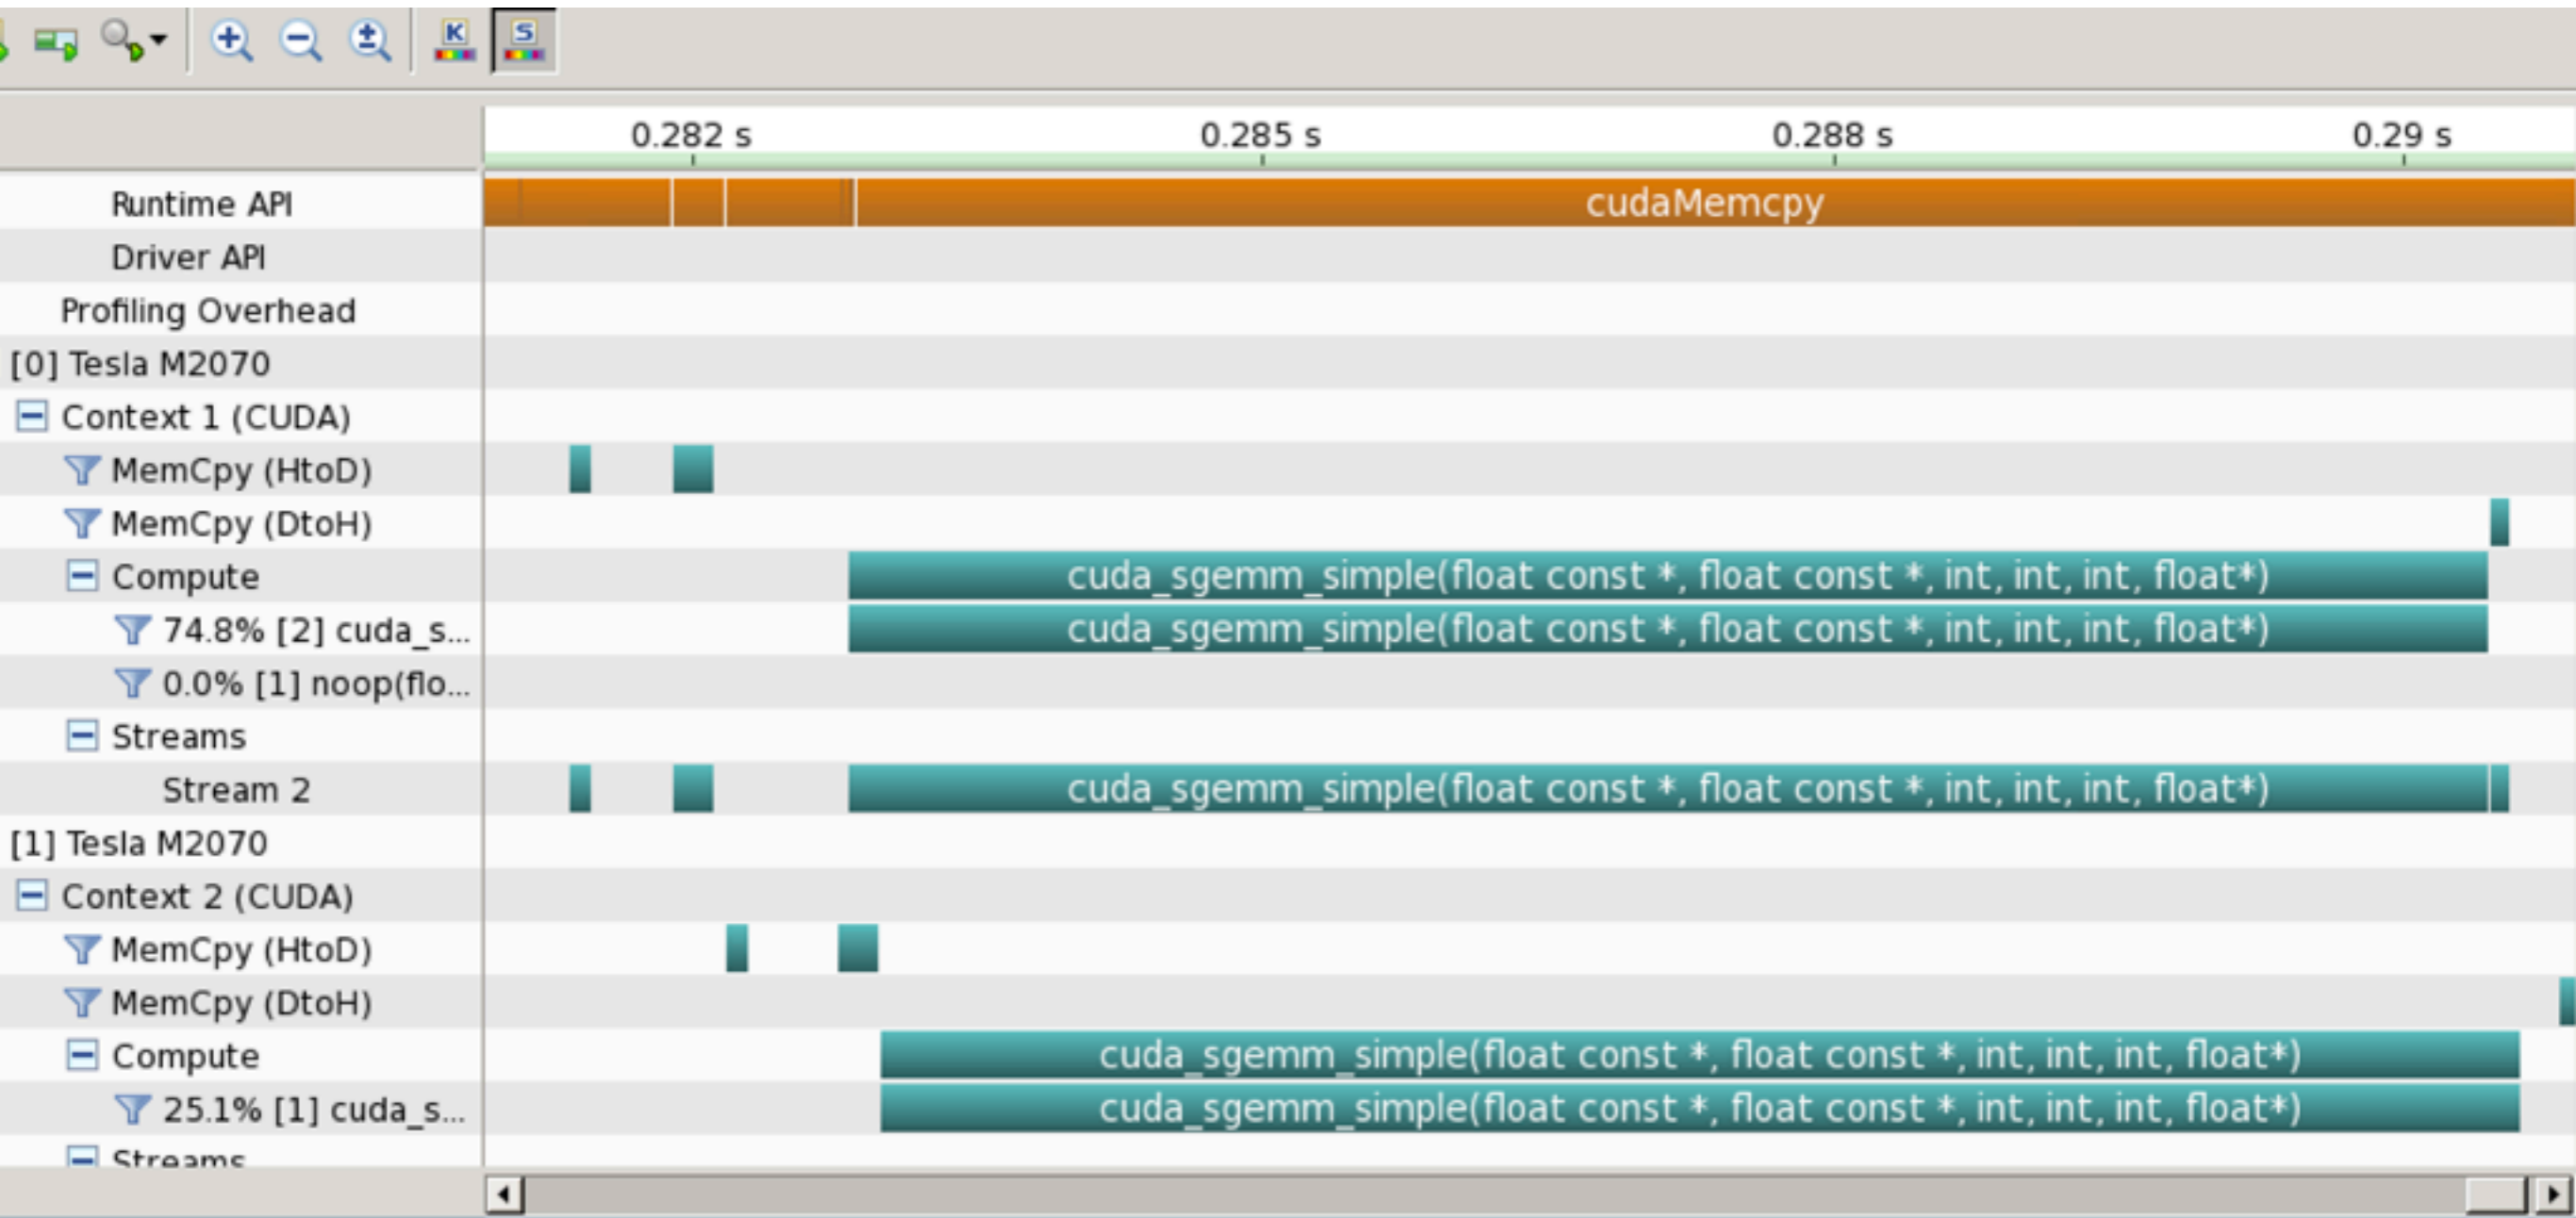 K S
0.282 s 0.285 s 0.288 s 0.29 s
Runtime API cudaMemcpy
Driver API
Profiling Overhead
[0] Tesla M2070
Context 1 (CUDA)
MemCpy (HtoD)
MemCpy (DtoH)
Compute cuda_sgemm_simple(float const *, float const *, int, int, int, float*)
74.8% [2] cuda_s... cuda_sgemm_simple(float const *, float const *, int, int, int, float*)
0.0% [1] noop(flo...
Streams
Stream 2 cuda_sgemm_simple(float const *, float const *, int, int, int, float*)
[1] Tesla M2070
Context 2 (CUDA)
MemCpy (HtoD)
MemCpy (DtoH)
Compute cuda_sgemm_simple(float const *, float const *, int, int, int, float*)
25.1% [1] cuda_s... cuda_sgemm_simple(float const *, float const *, int, int, int, float*)
Streams